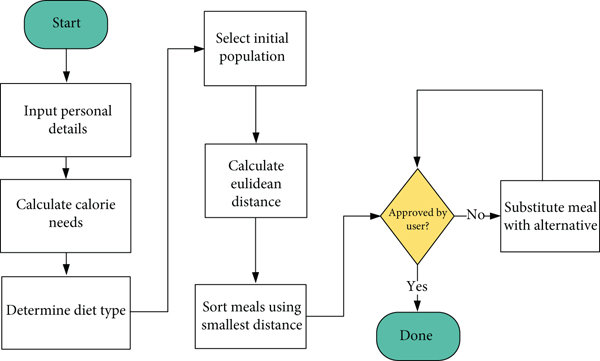 Start
Input personal
details
Calculate calorie
needs
Determine diet type
Select initial
population
Calculate
eulidean
distance
Sort meals using
smallest distance
Approved by
user?
No
Substitute meal
with alternative
Yes
Done